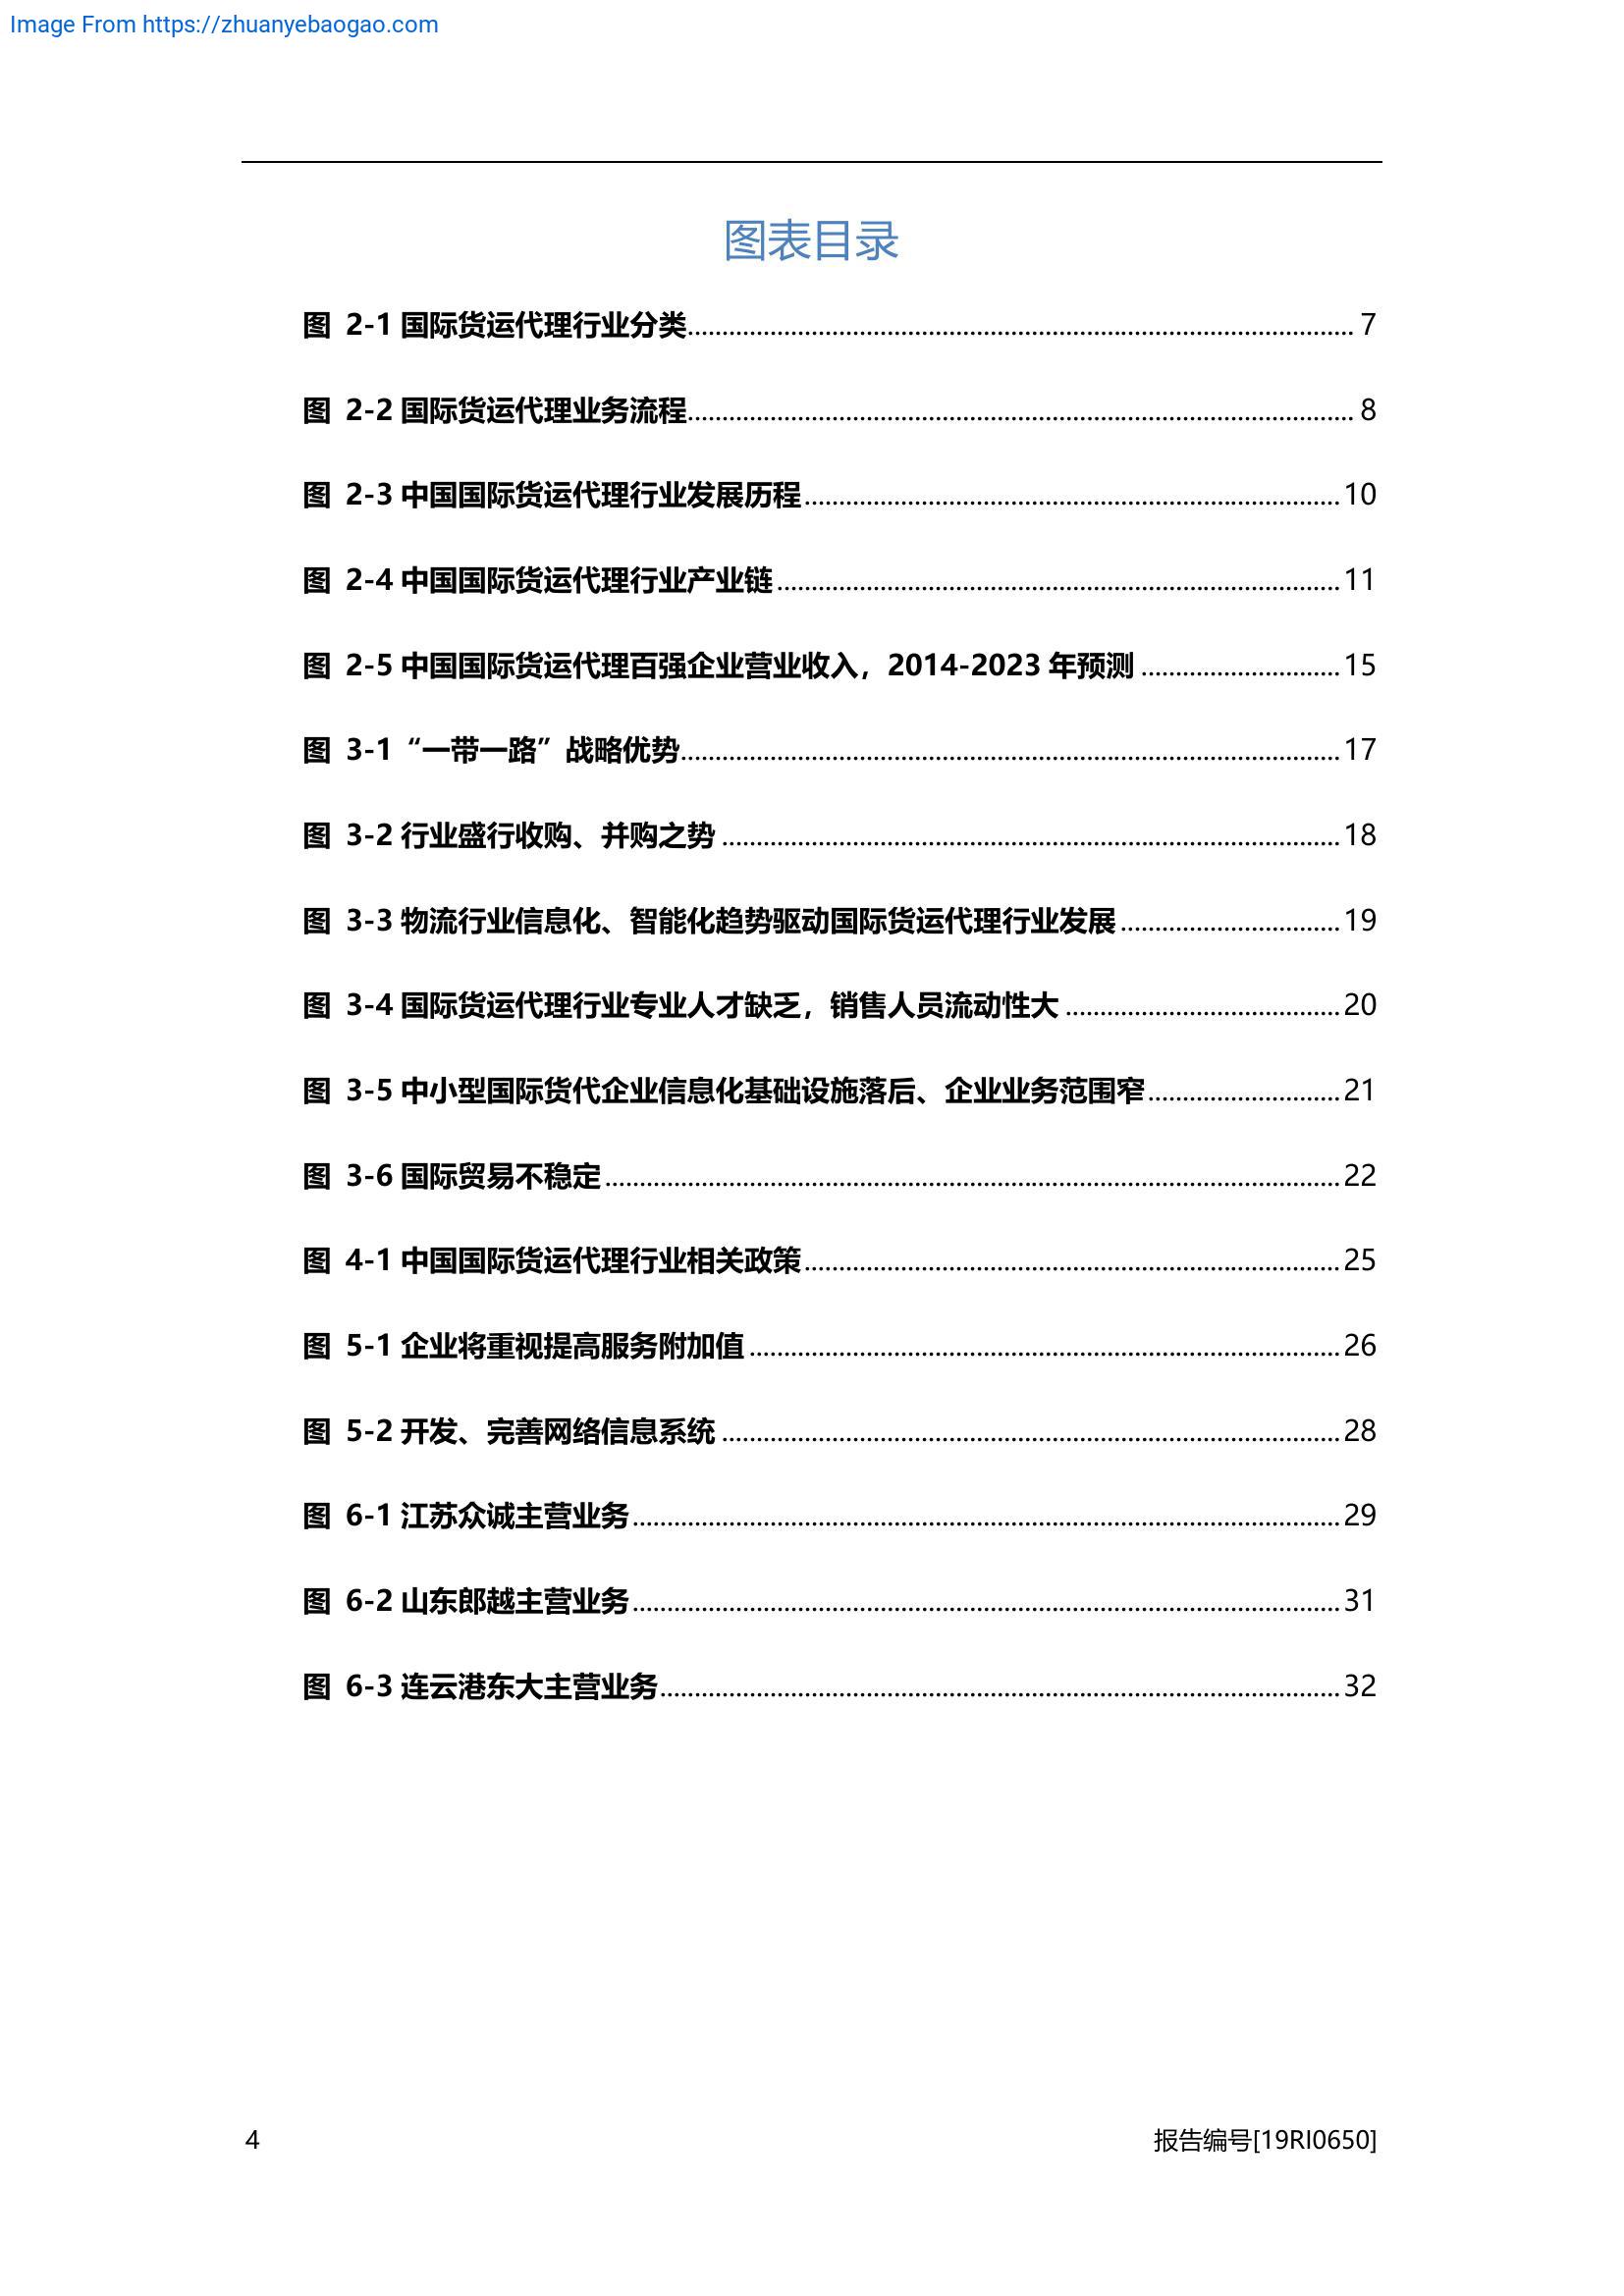 Image From https://zhuanyebaogao.com
图表目录
图 2-1 国际货运代理行业分类 7
图 2-2 国际货运代理业务流程 8
图 2-3 中国国际货运代理行业发展历程 10
图 2-4 中国国际货运代理行业产业链 11
图 2-5 中国国际货运代理百强企业营业收入，2014-2023 年预测 15
图 3-1 “一带一路”战略优势 17
图 3-2 行业盛行收购、并购之势 18
图 3-3 物流行业信息化、智能化趋势驱动国际货运代理行业发展 19
图 3-4 国际货运代理行业专业人才缺乏，销售人员流动性大 20
图 3-5 中小型国际货代企业信息化基础设施落后、企业业务范围窄 21
图 3-6 国际贸易不稳定 22
图 4-1 中国国际货运代理行业相关政策 25
图 5-1 企业将重视提高服务附加值 26
图 5-2 开发、完善网络信息系统 28
图 6-1 江苏众诚主营业务 29
图 6-2 山东郎越主营业务 31
图 6-3 连云港东大主营业务 32
4 报告编号[19RI0650]